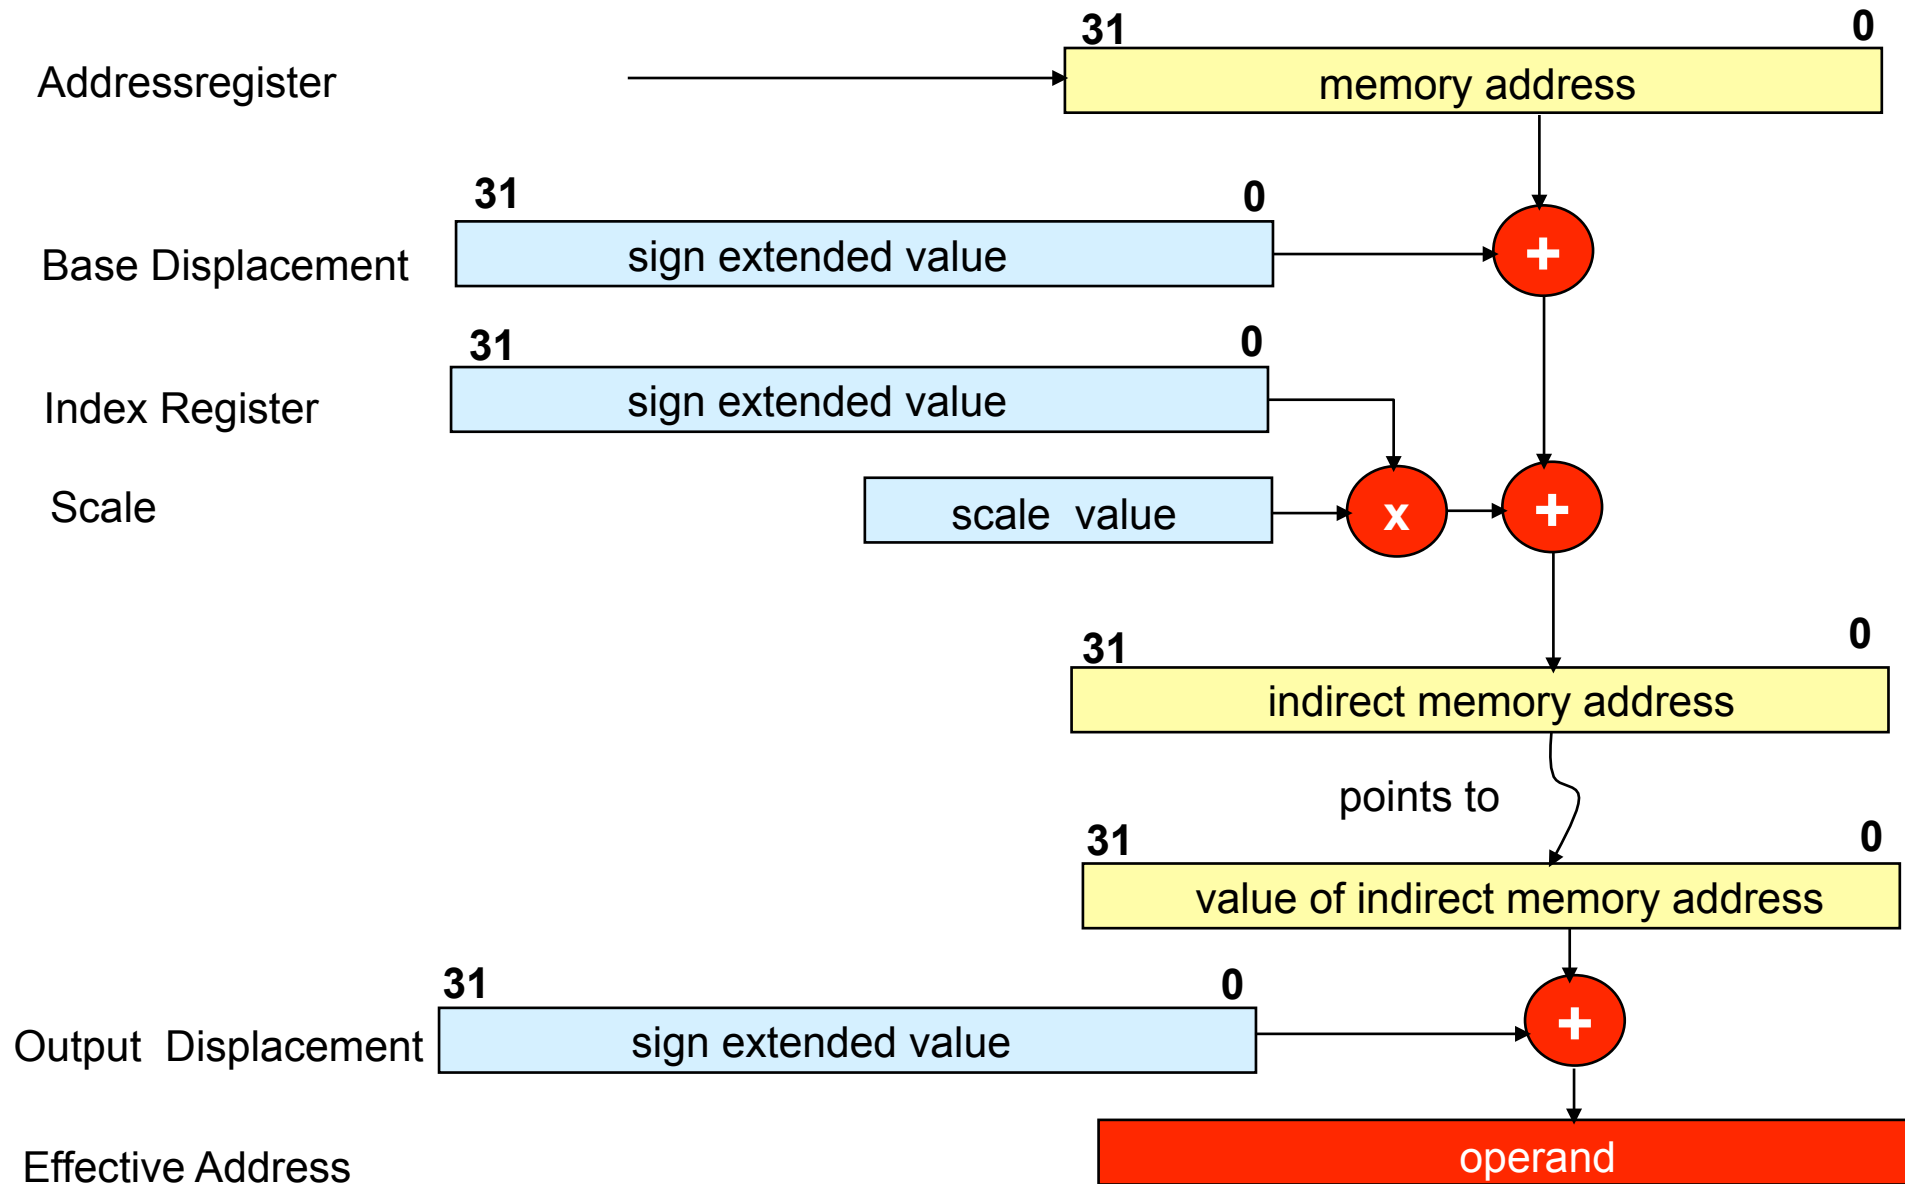 31 0
Addressregister
memory address
31 0
Base Displacement
sign extended value
+
31 0
Index Register
sign extended value
Scale
scale value
x
+
31 0
indirect memory address
points to
31 0
value of indirect memory address
31 0
Output Displacement
sign extended value
+
Effective Address
operand